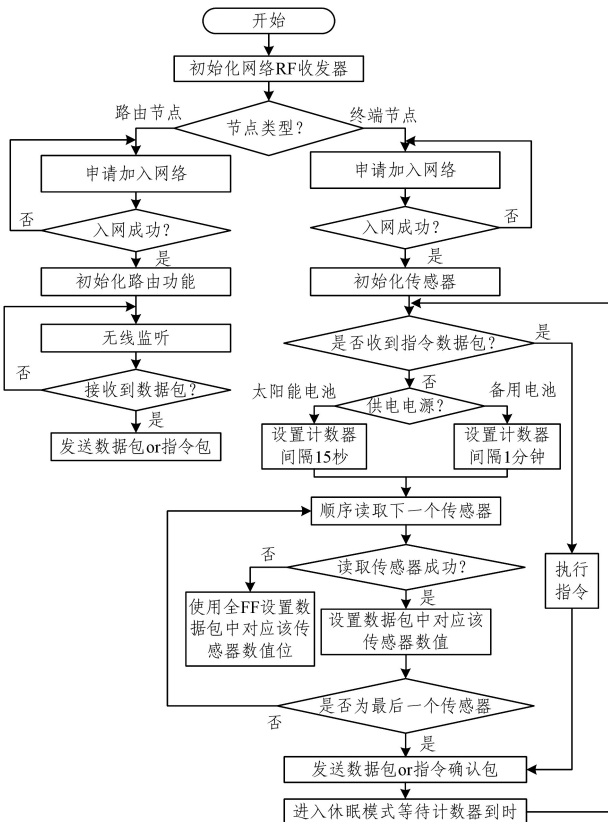 开始
初始化网络RF收发器
路由节点
终端节点
节点类型?
申请加入网络
申请加入网络
否
入网成功?
入网成功?
否
是
是
初始化路由功能
初始化传感器
无线监听
是否收到指令数据包?
是
否
接收到数据包?
否
太阳能电池
供电电源?
备用电池
是
发送数据包or指令包
设置计数器
间隔15秒
设置计数器
间隔1分钟
顺序读取下一个传感器
否
读取传感器成功?
执行
指令
是
使用全FF设置数
据包中对应该传
感器数值位
设置数据包中对应该
传感器数值
是否为最后一个传感器
否
是
发送数据包or指令确认包
进入休眠模式等待计数器到时